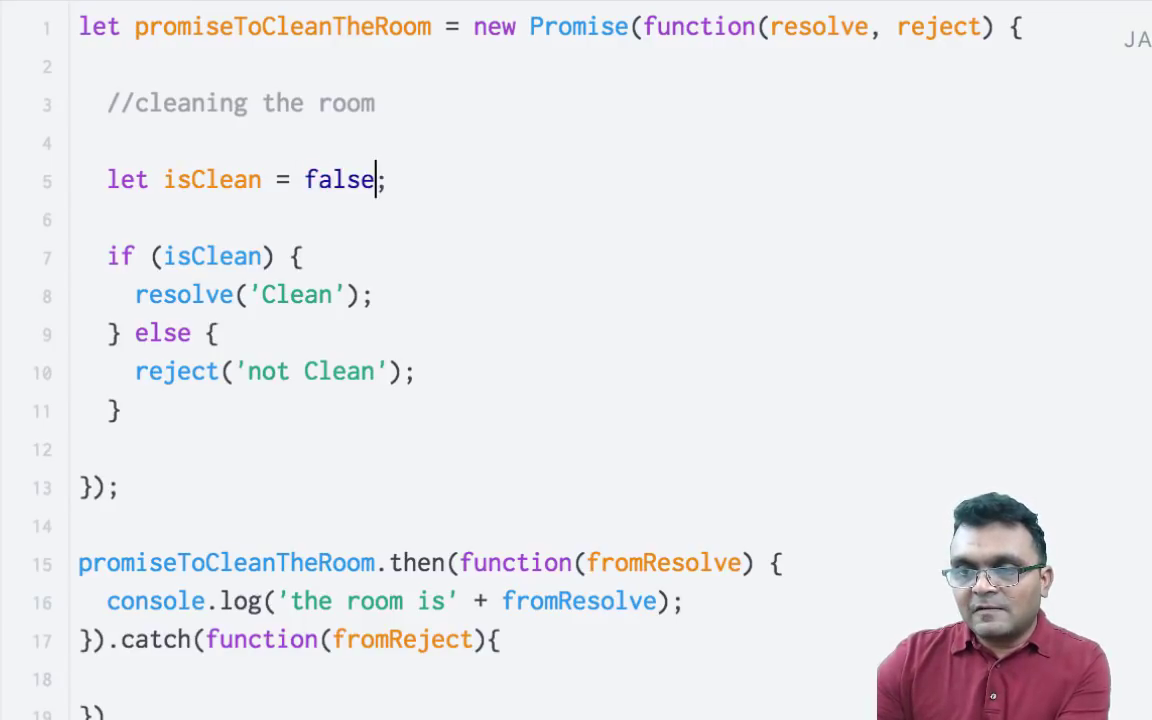 1 let promiseToCleanTheRoom = new Promise(function(resolve, reject) {
JA
2
3 //cleaning the room
4
5 let isClean = false;
6
7 if (isClean) {
8 resolve('Clean');
9 } else {
10 reject('not Clean');
11 }
12
13 });
14
15 promiseToCleanTheRoom.then(function(fromResolve) {
16 console.log('the room is' + fromResolve);
17 }).catch(function(fromReject){
18
19 })